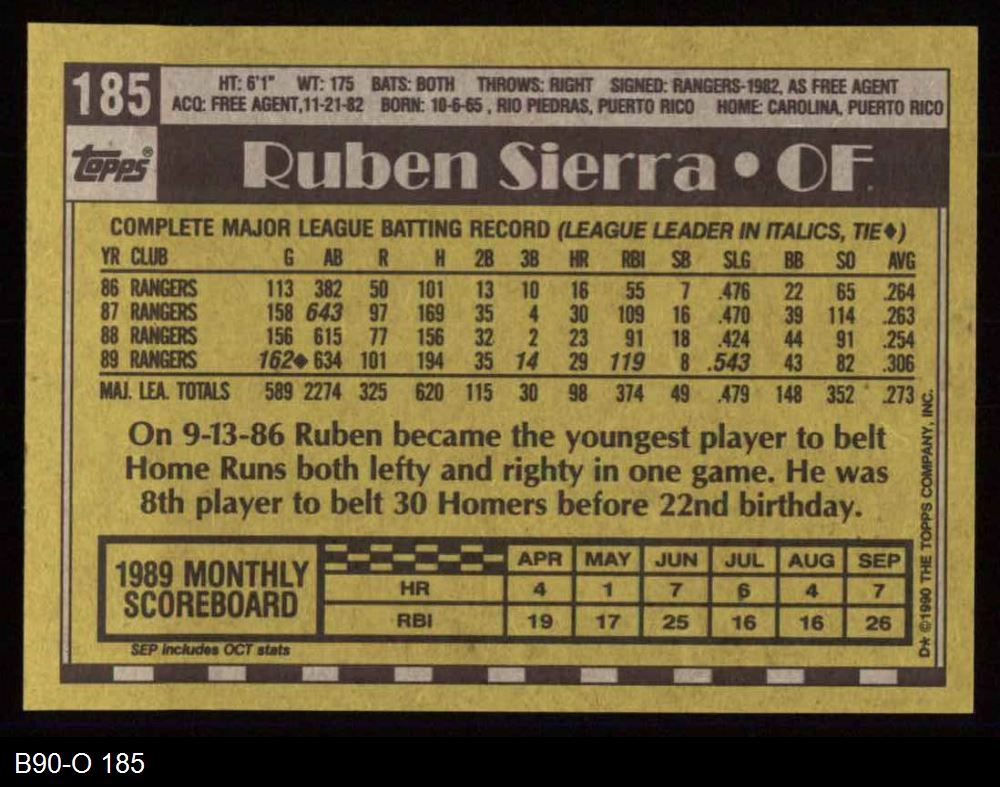 185
HT: 6'1" WT: 175 BATS: BOTH THROWS: RIGHT SIGNED: RANGERS-1982, AS FREE AGENT
ACQ: FREE AGENT,11-21-82 BORN: 10-6-65 , RIO PIEDRAS, PUERTO RICO HOME: CAROLINA, PUERTO RICO
Topps® Ruben Sierra • OF
COMPLETE MAJOR LEAGUE BATTING RECORD (LEAGUE LEADER IN ITALICS, TIE♦)
YR CLUB G AB R H 2B 3B HR RBI SB SLG BB SO AVG
86 RANGERS 113 382 50 101 13 10 16 55 7 .476 22 65 .264
87 RANGERS 158 643 97 169 35 4 30 109 16 .470 39 114 .263
88 RANGERS 156 615 77 156 32 2 23 91 18 .424 44 91 .254
89 RANGERS 162♦ 634 101 194 35 14 29 119 8 .543 43 82 .306
MAJ. LEA. TOTALS 589 2274 325 620 115 30 98 374 49 .479 148 352 .273
On 9-13-86 Ruben became the youngest player to belt
Home Runs both lefty and righty in one game. He was
8th player to belt 30 Homers before 22nd birthday.
1989 MONTHLY
SCOREBOARD
APR MAY JUN JUL AUG SEP
HR 4 1 7 6 4 7
RBI 19 17 25 16 16 26
SEP includes OCT stats
D* ©1990 THE TOPPS COMPANY, INC.
B90-O 185